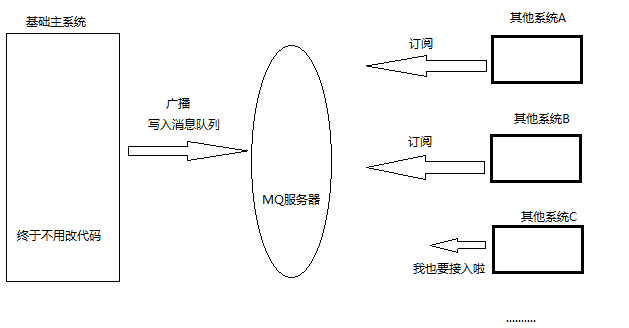 基础主系统
广播
写入消息队列
终于不用改代码
MQ服务器
其他系统A
订阅
其他系统B
订阅
其他系统C
我也要接入啦
..........